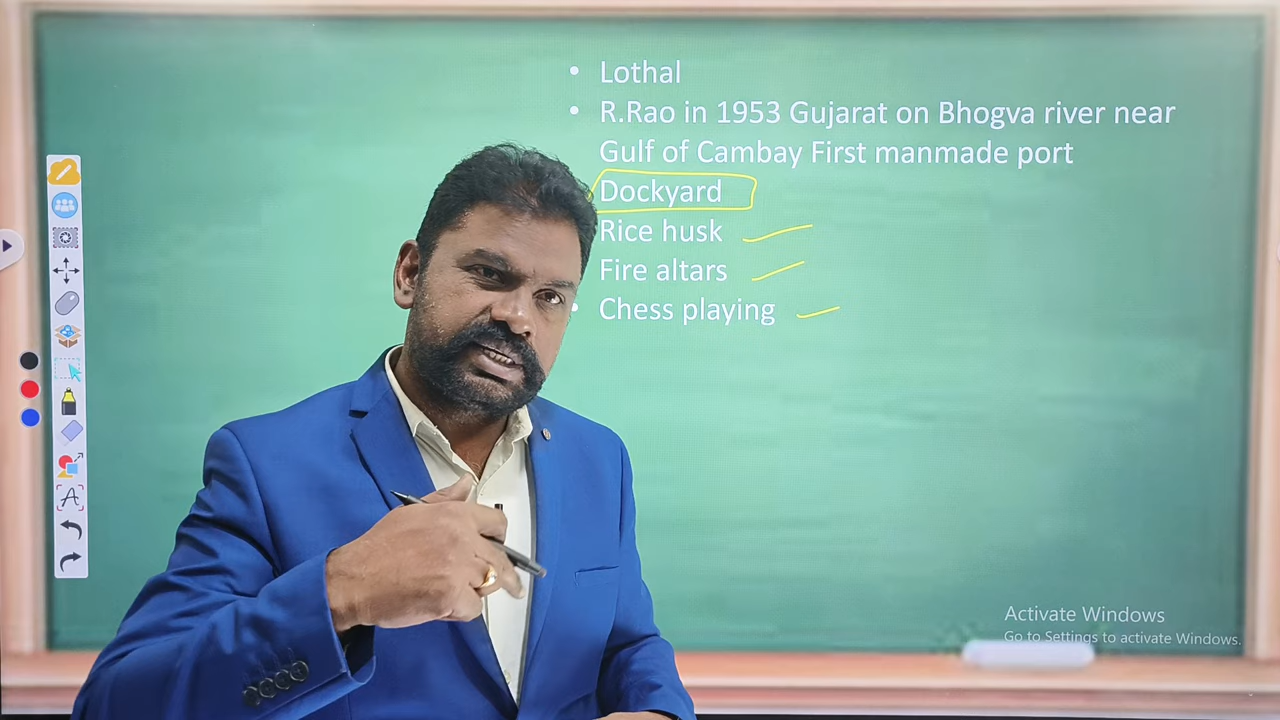 • Lothal
• R.Rao in 1953 Gujarat on Bhogva river near
Gulf of Cambay First manmade port
Dockyard
Rice husk
Fire altars
• Chess playing
A
Activate Windows
Go to Settings to activate Windows.